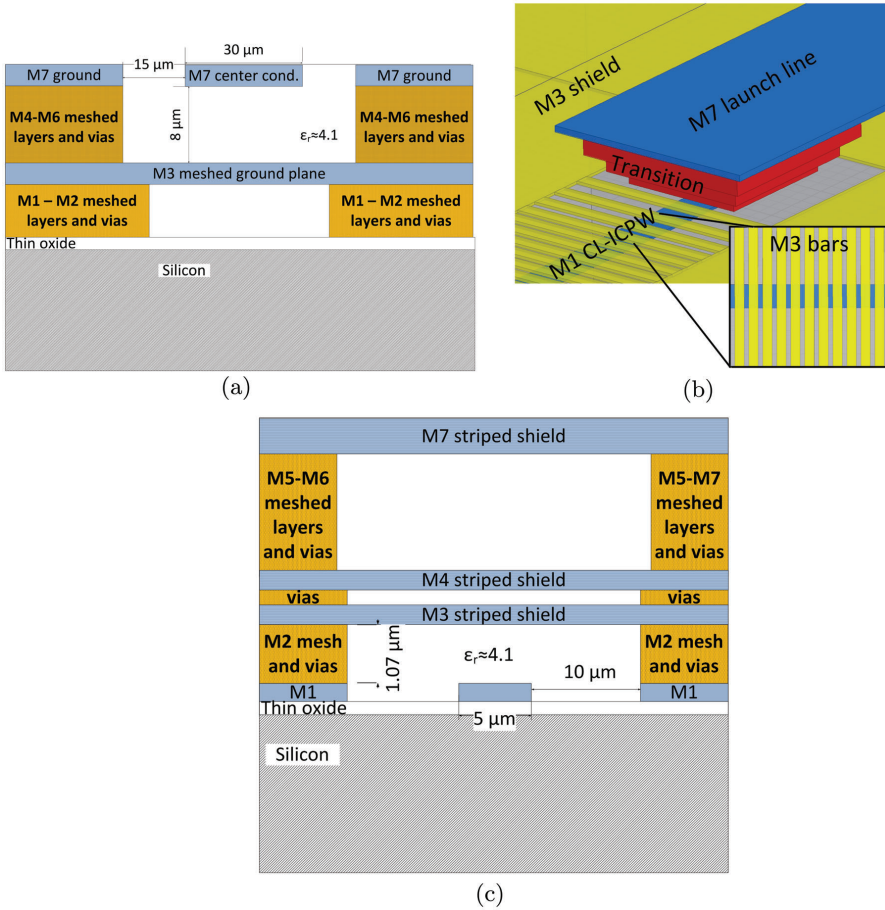 30 µm
15 µm
M7 ground
M7 center cond.
M7 ground
M4-M6 meshed
layers and vias
8 µm
εr≈4.1
M4-M6 meshed
layers and vias
M3 meshed ground plane
M1 – M2 meshed
layers and vias
M1 – M2 meshed
layers and vias
Thin oxide
Silicon
(a)
M3 shield
M7 launch line
Transition
M1 CL-ICPW
M3 bars
(b)
M7 striped shield
M5-M6
meshed
layers
and vias
M5-M7
meshed
layers
and vias
M4 striped shield
vias
vias
M3 striped shield
M2 mesh
and vias
1.07 µm
εr≈4.1
M2 mesh
and vias
10 µm
M1
M1
Thin oxide
5 µm
Silicon
(c)